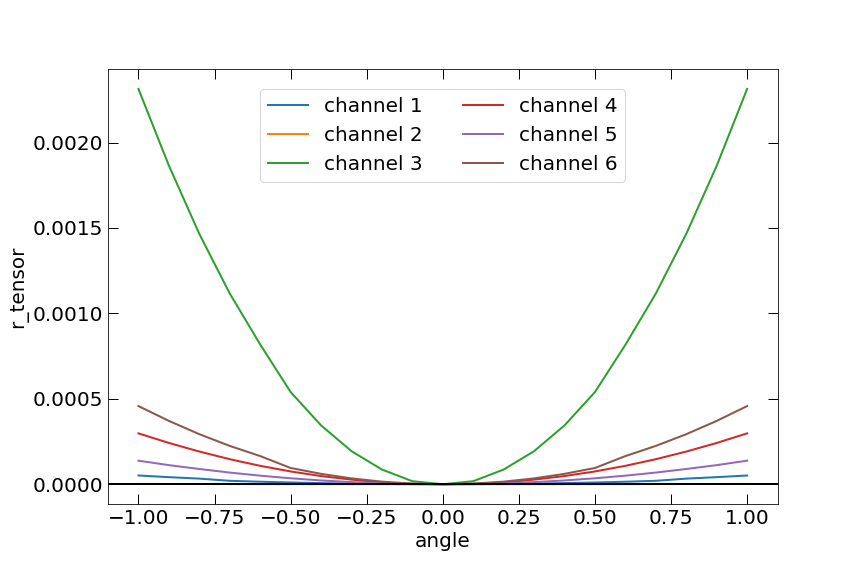 channel 1
channel 2
channel 3
channel 4
channel 5
channel 6
0.0020
0.0015
0.0010
0.0005
0.0000
r_tensor
−1.00 −0.75 −0.50 −0.25 0.00 0.25 0.50 0.75 1.00
angle